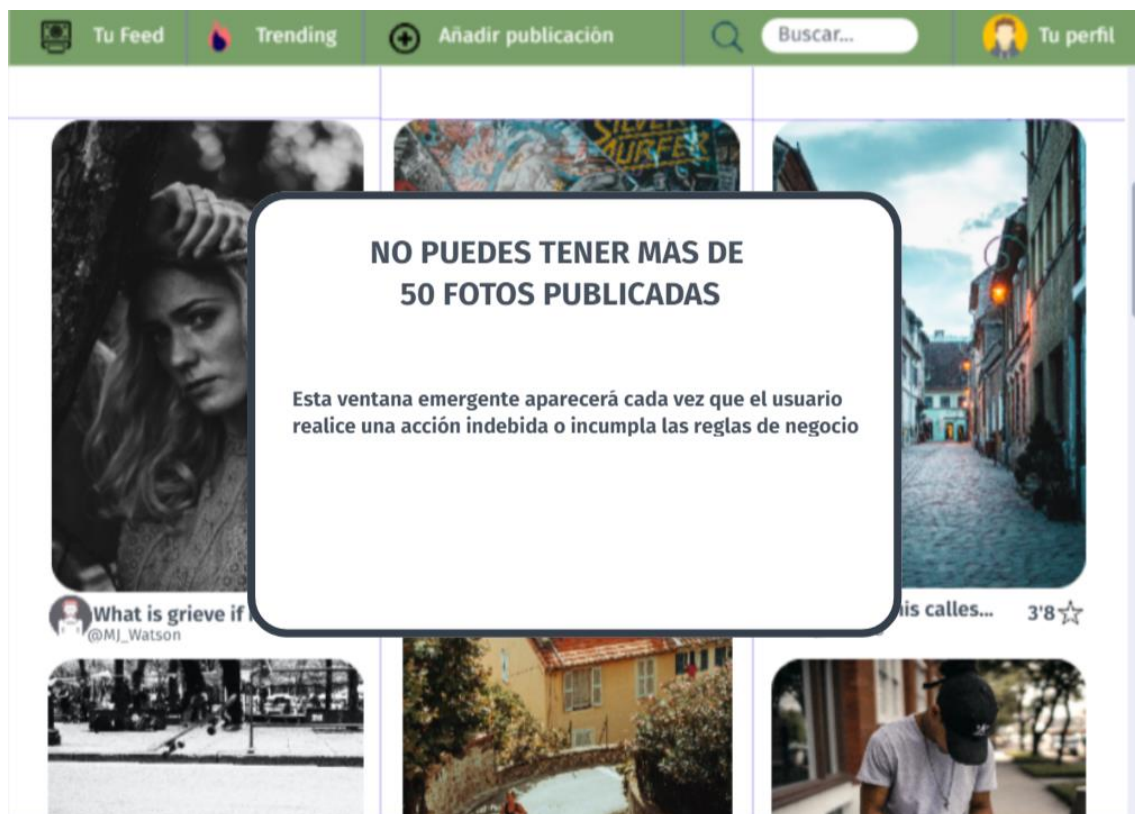 Tu Feed
Trending
Añadir publicación
Buscar...
Tu perfil
SILVER
SURFER
NO PUEDES TENER MAS DE
50 FOTOS PUBLICADAS
Esta ventana emergente aparecerá cada vez que el usuario
realice una acción indebida o incumpla las reglas de negocio
What is grieve if
@MJ_Watson
calles...
3'8